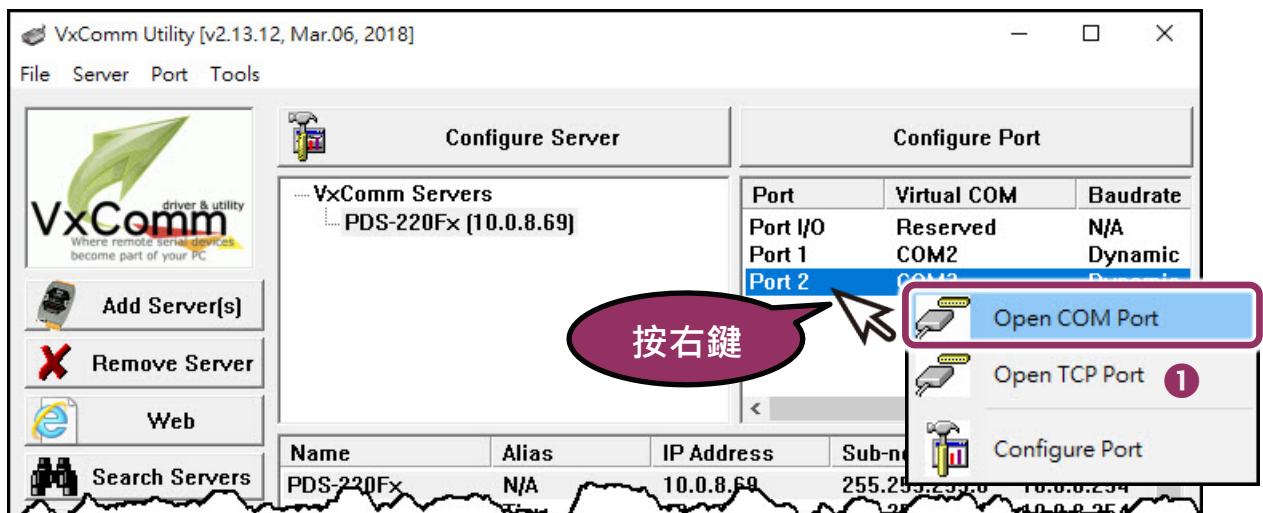 VxComm Utility [v2.13.12, Mar.06, 2018]
File Server Port Tools
VxComm
driver & utility
Where remote serial devices
become part of your PC
Add Server(s)
Remove Server
Web
Search Servers
Configure Server
VxComm Servers
PDS-220Fx (10.0.8.69)
Configure Port
Port Virtual COM Baudrate
Port I/O Reserved N/A
Port 1 COM2 Dynamic
Port 2
按右鍵
Open COM Port
Open TCP Port ❶
Configure Port
Name Alias IP Address
PDS-220Fx N/A 10.0.8.69